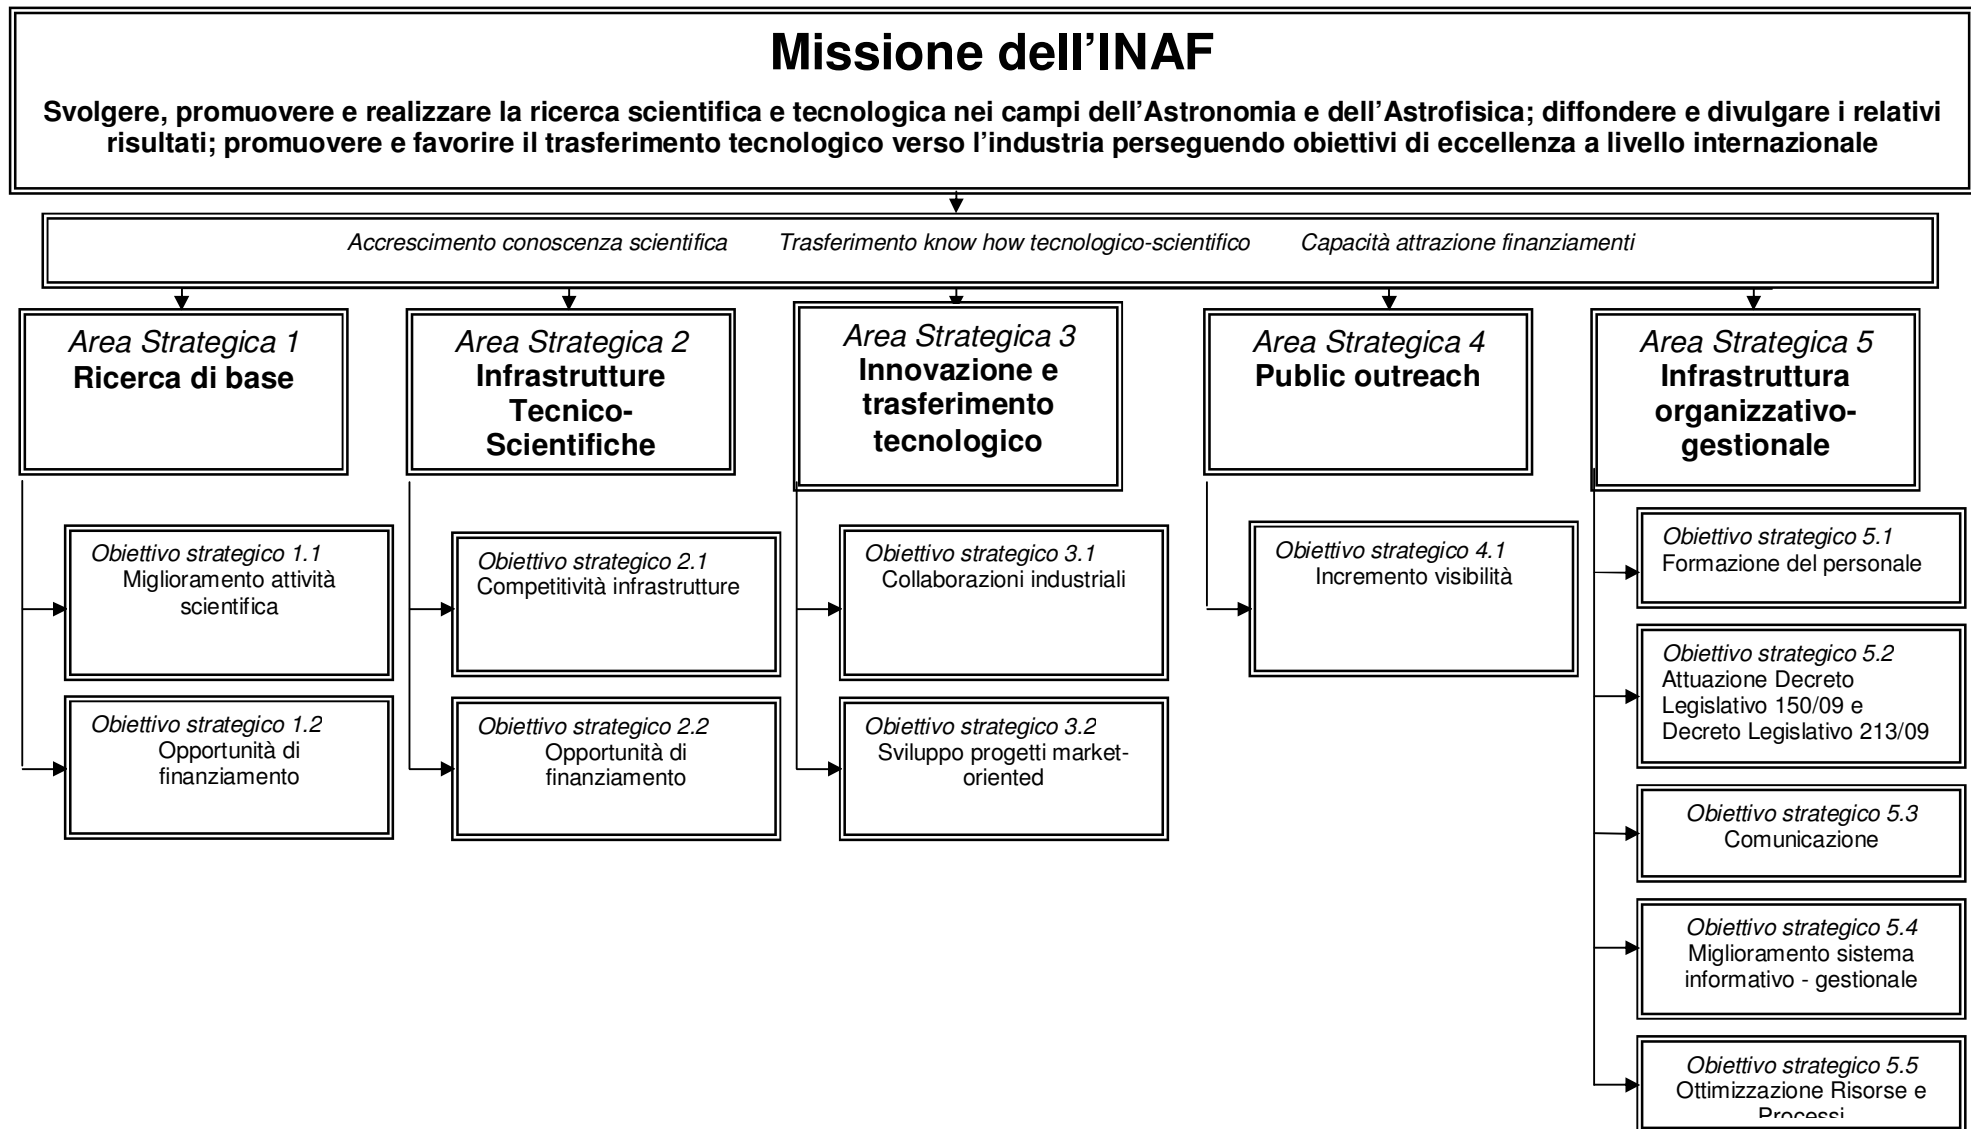 Missione dell'INAF
Svolgere, promuovere e realizzare la ricerca scientifica e tecnologica nei campi dell'Astronomia e dell'Astrofisica; diffondere e divulgare i relativi
risultati; promuovere e favorire il trasferimento tecnologico verso l'industria perseguendo obiettivi di eccellenza a livello internazionale
Accrescimento conoscenza scientifica Trasferimento know how tecnologico-scientifico Capacità attrazione finanziamenti
Area Strategica 1
Ricerca di base
Obiettivo strategico 1.1
Miglioramento attività
scientifica
Obiettivo strategico 1.2
Opportunità di
finanziamento
Area Strategica 2
Infrastrutture
Tecnico-
Scientifiche
Obiettivo strategico 2.1
Competitività infrastrutture
Obiettivo strategico 2.2
Opportunità di
finanziamento
Area Strategica 3
Innovazione e
trasferimento
tecnologico
Obiettivo strategico 3.1
Collaborazioni industriali
Obiettivo strategico 3.2
Sviluppo progetti market-
oriented
Area Strategica 4
Public outreach
Obiettivo strategico 4.1
Incremento visibilità
Area Strategica 5
Infrastruttura
organizzativo-
gestionale
Obiettivo strategico 5.1
Formazione del personale
Obiettivo strategico 5.2
Attuazione Decreto
Legislativo 150/09 e
Decreto Legislativo 213/09
Obiettivo strategico 5.3
Comunicazione
Obiettivo strategico 5.4
Miglioramento sistema
informativo - gestionale
Obiettivo strategico 5.5
Ottimizzazione Risorse e
Processi